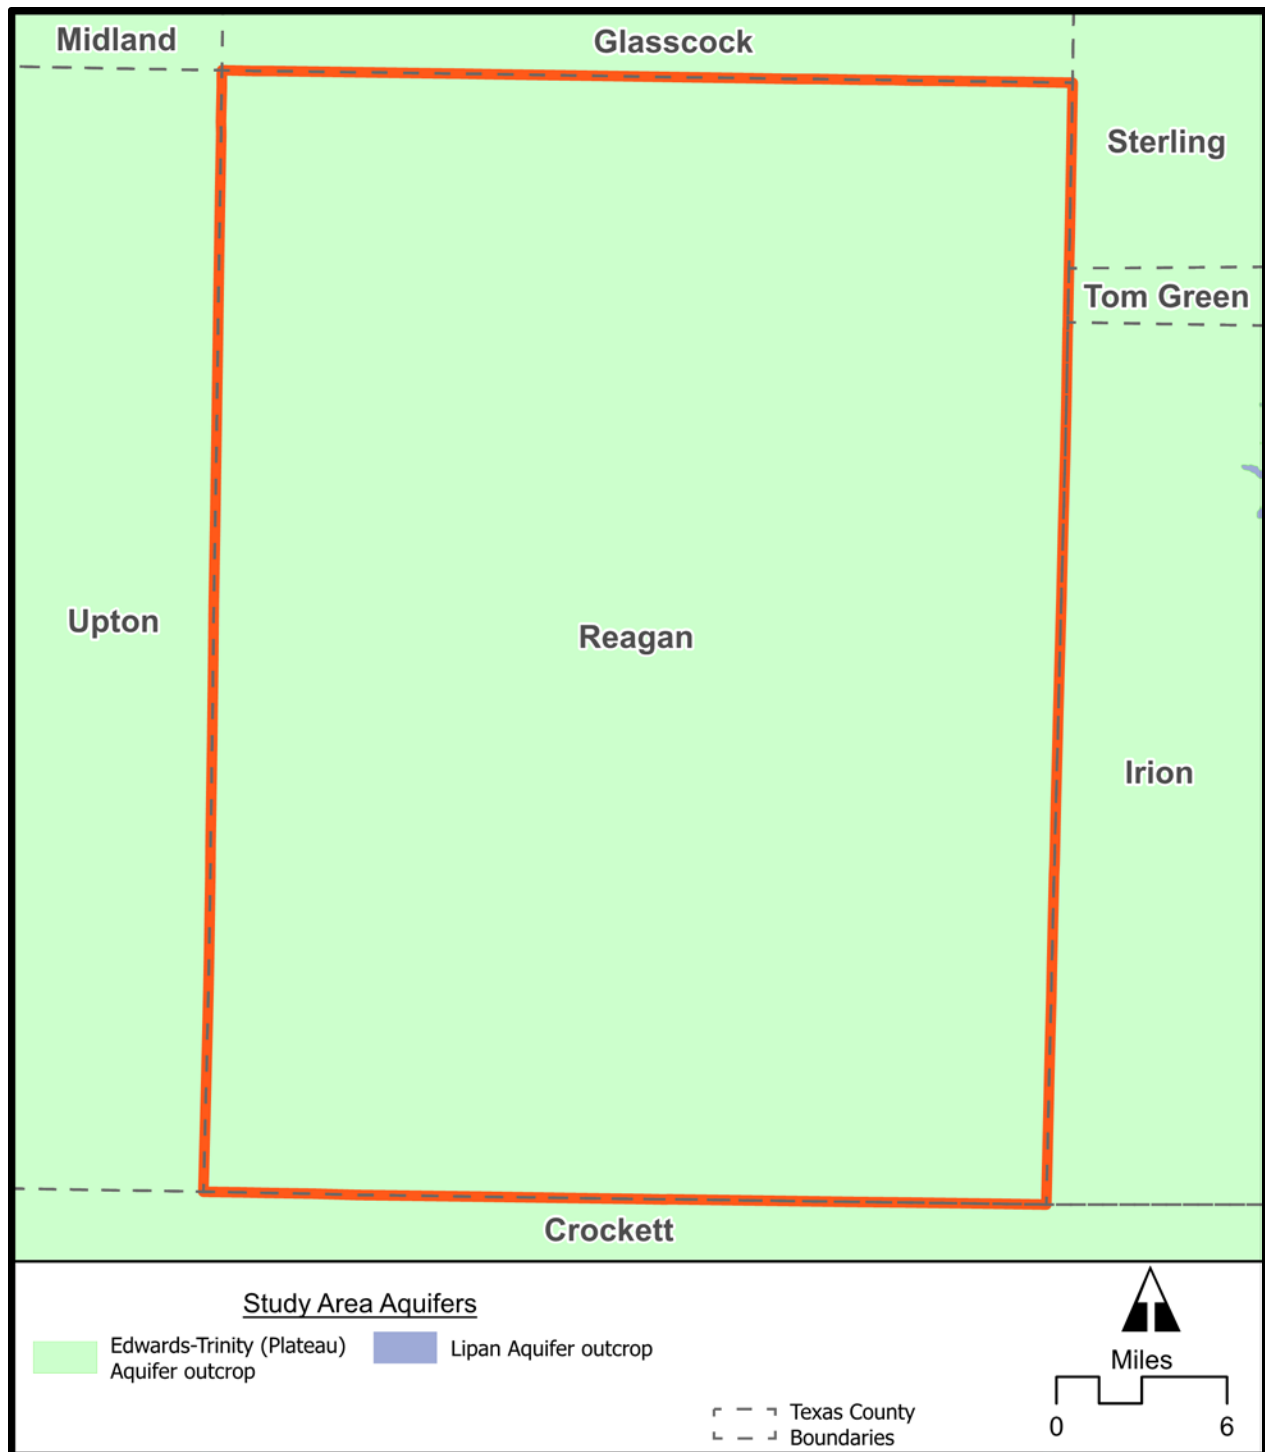 Midland
Glasscock
Sterling
Tom Green
Upton
Reagan
Irion
Crockett
Study Area Aquifers
Edwards-Trinity (Plateau)
Aquifer outcrop
Lipan Aquifer outcrop
Texas County
Boundaries
Miles
0 6